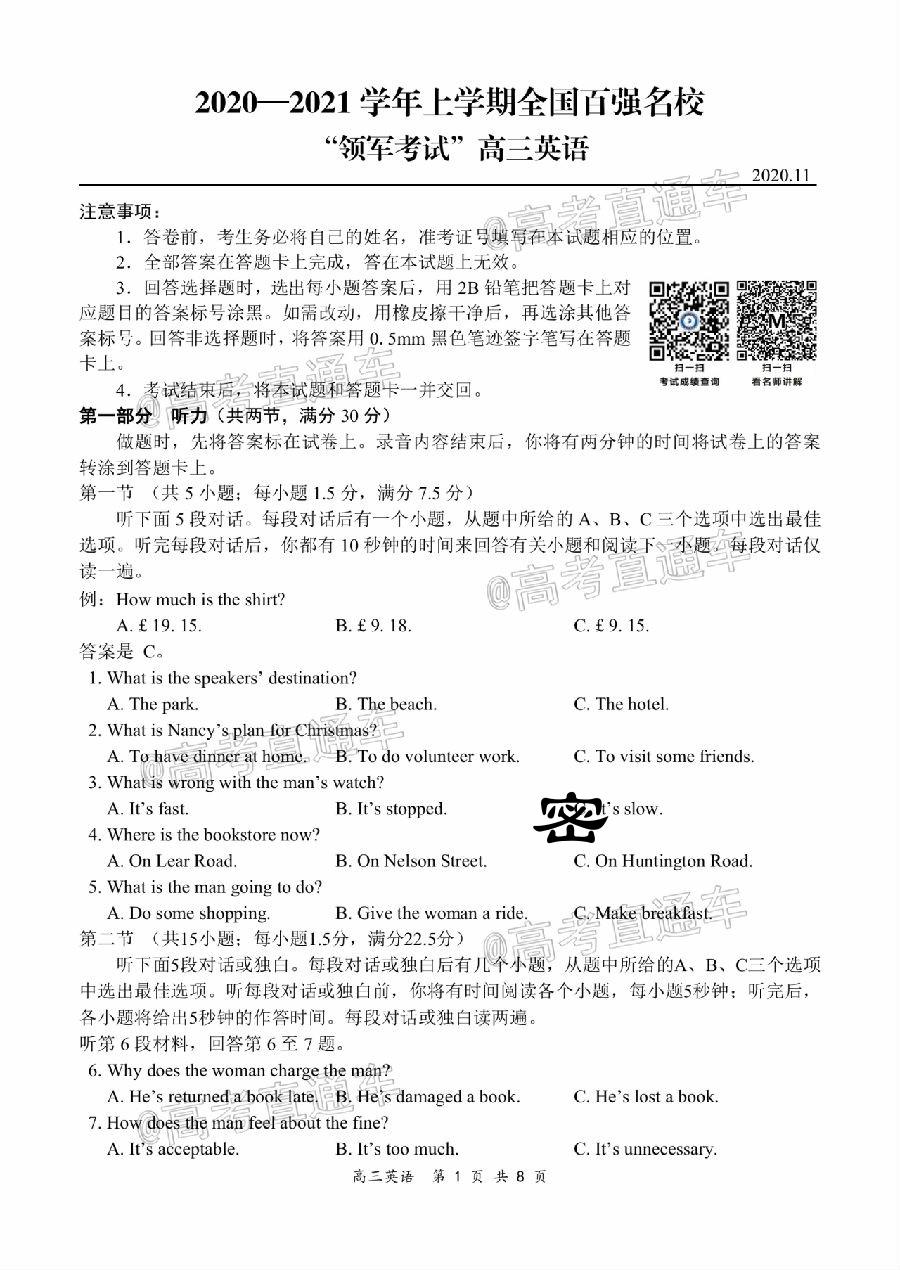 2020—2021 学年上学期全国百强名校
“领军考试”高三英语
2020.11
注意事项：
1．答卷前，考生务必将自己的姓名，准考证号填写在本试题相应的位置。
2．全部答案在答题卡上完成，答在本试题上无效。
3．回答选择题时，选出每小题答案后，用 2B 铅笔把答题卡上对
应题目的答案标号涂黑。如需改动，用橡皮擦干净后，再选涂其他答
案标号。回答非选择题时，将答案用 0.5mm 黑色笔迹签字笔写在答题
卡上。
扫一扫 扫一扫
考试成绩查询 看名师讲解
4．考试结束后，将本试题和答题卡一并交回。
第一部分 听力（共两节，满分 30 分）
做题时，先将答案标在试卷上。录音内容结束后，你将有两分钟的时间将试卷上的答案
转涂到答题卡上。
第一节 （共 5 小题；每小题 1.5 分，满分 7.5 分）
听下面 5 段对话。每段对话后有一个小题，从题中所给的 A、B、C 三个选项中选出最佳
选项。听完每段对话后，你都有 10 秒钟的时间来回答有关小题和阅读下一小题。每段对话仅
读一遍。
例：How much is the shirt?
A. £ 19. 15. B. £ 9. 18. C. £ 9. 15.
答案是 C。
1. What is the speakers’ destination?
A. The park. B. The beach. C. The hotel.
2. What is Nancy’s plan for Christmas?
A. To have dinner at home. B. To do volunteer work. C. To visit some friends.
3. What is wrong with the man’s watch?
A. It’s fast. B. It’s stopped. 密 t’s slow.
4. Where is the bookstore now?
A. On Lear Road. B. On Nelson Street. C. On Huntington Road.
5. What is the man going to do?
A. Do some shopping. B. Give the woman a ride. C. Make breakfast.
第二节 （共15小题；每小题1.5分，满分22.5分）
听下面5段对话或独白。每段对话或独白后有几个小题，从题中所给的A、B、C三个选项
中选出最佳选项。听每段对话或独白前，你将有时间阅读各个小题，每小题5秒钟；听完后，
各小题将给出5秒钟的作答时间。每段对话或独白读两遍。
听第 6 段材料，回答第 6 至 7 题。
6. Why does the woman charge the man?
A. He’s returned a book late. B. He’s damaged a book. C. He’s lost a book.
7. How does the man feel about the fine?
A. It’s acceptable. B. It’s too much. C. It’s unnecessary.
高三英语 第 1 页 共 8 页
@高考直通车
@高考直通车
@高考直通车
@高考直通车
@高考直通车
@高考直通车